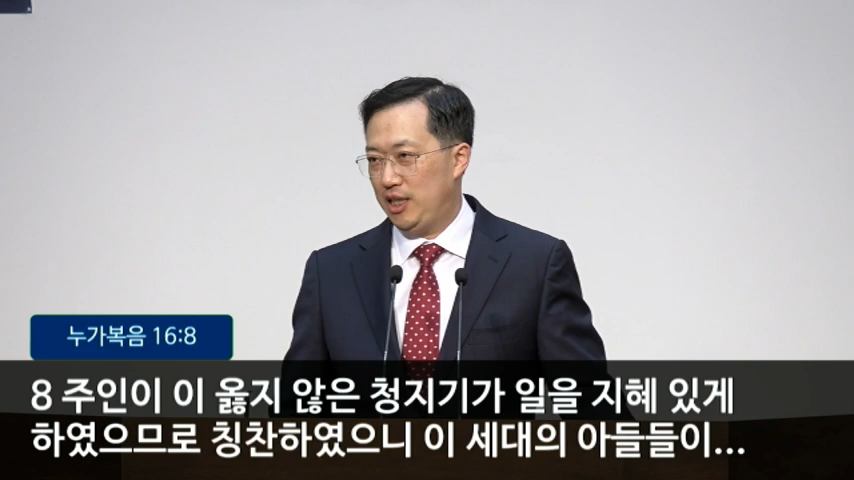 누가복음 16:8
8 주인이 이 옳지 않은 청지기가 일을 지혜 있게
하였으므로 칭찬하였으니 이 세대의 아들들이...